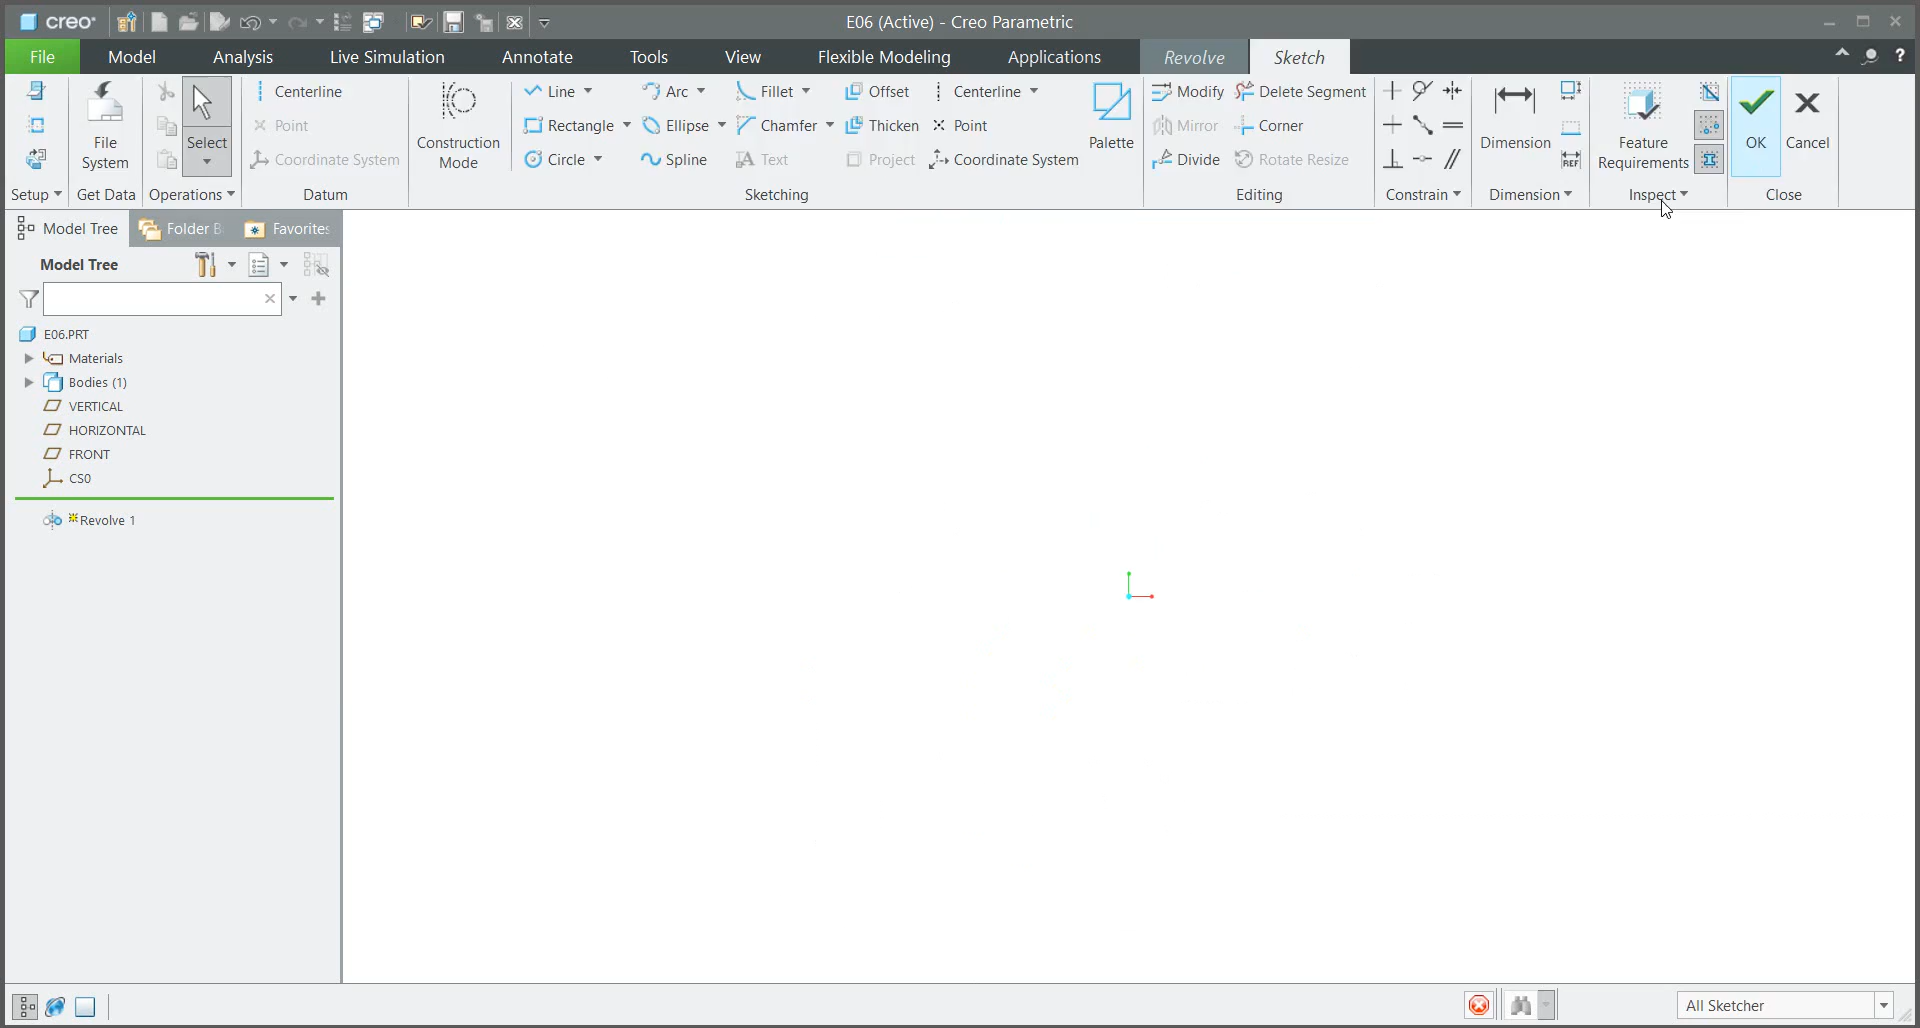 creo®
E06 (Active) - Creo Parametric
File
Model
Analysis
Live Simulation
Annotate
Tools
View
Flexible Modeling
Applications
Revolve
Sketch
?
Setup
File
System
Get Data
Select
Operations
Centerline
Point
Coordinate System
Datum
Construction
Mode
Line
Arc
Fillet
Offset
Centerline
Rectangle
Ellipse
Chamfer
Thicken
Point
Circle
Spline
Text
Project
Coordinate System
Palette
Sketching
Modify
Delete Segment
Mirror
Corner
Divide
Rotate Resize
Editing
Constrain
Dimension
REF
Dimension
Feature
Requirements
Inspect
OK
Cancel
Close
Model Tree
Folder B
Favorites
Model Tree
E06.PRT
Materials
Bodies (1)
VERTICAL
HORIZONTAL
FRONT
CS0
Revolve 1
All Sketcher